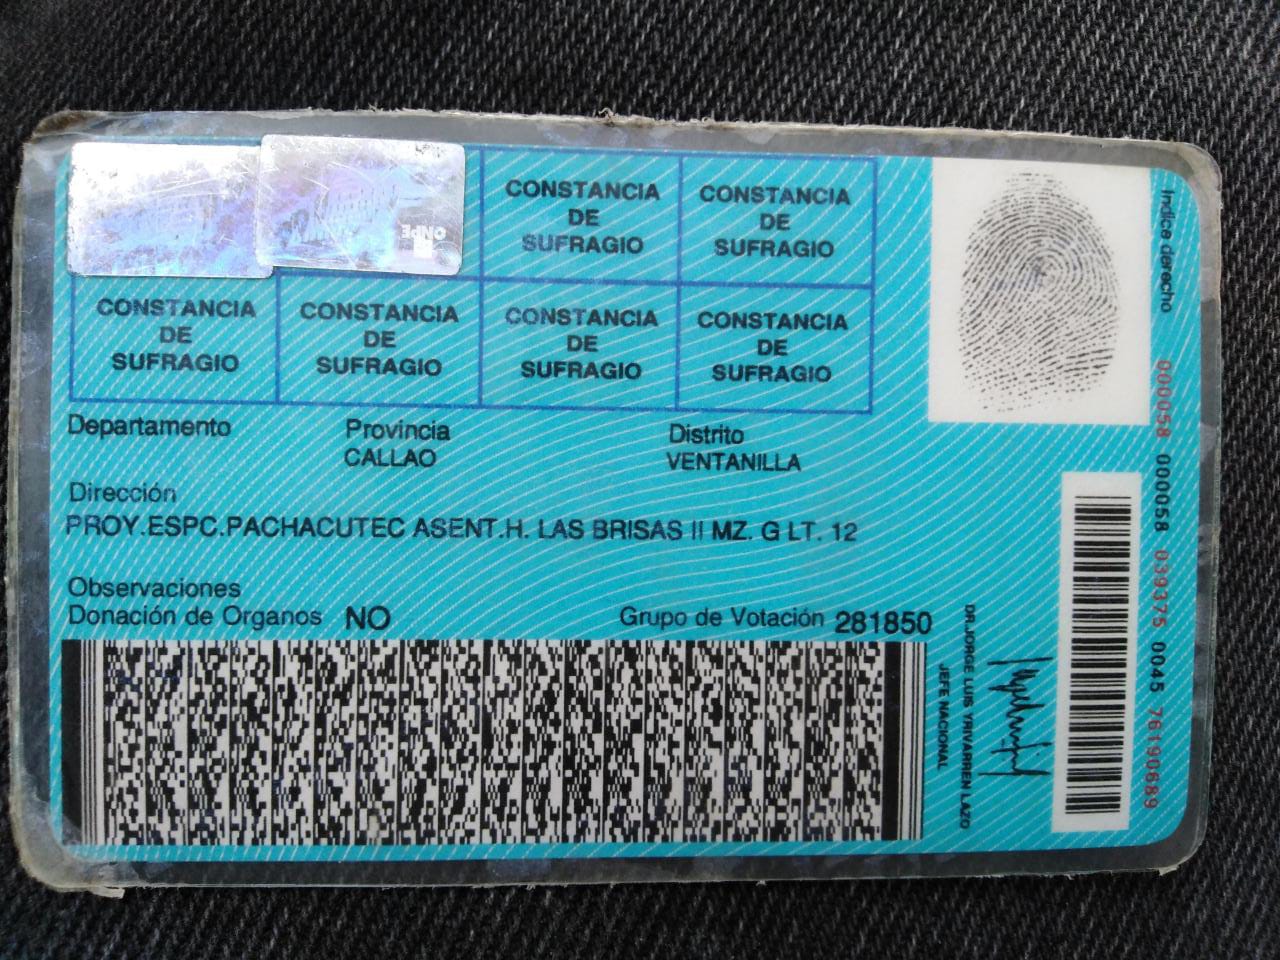 ONPE
CONSTANCIA
DE
SUFRAGIO
CONSTANCIA
DE
SUFRAGIO
CONSTANCIA
DE
SUFRAGIO
CONSTANCIA
DE
SUFRAGIO
CONSTANCIA
DE
SUFRAGIO
CONSTANCIA
DE
SUFRAGIO
Departamento Provincia Distrito
CALLAO VENTANILLA
Dirección
PROY.ESPC.PACHACUTEC ASENT.H. LAS BRISAS II MZ. G LT. 12
Observaciones
Donación de Organos NO Grupo de Votación 281850
Indice derecho
000058 000058 039375 0045 76190689
DR. JORGE LUIS YRIVARREN LAZO
JEFE NACIONAL